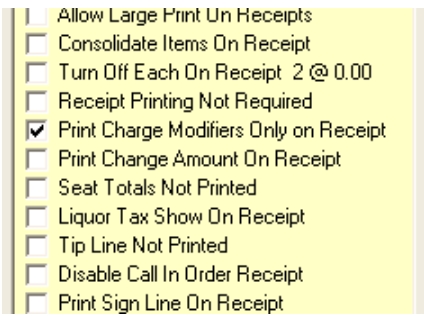 Allow Large Print On Receipts
Consolidate Items On Receipt
Turn Off Each On Receipt 2 @ 0.00
Receipt Printing Not Required
Print Charge Modifiers Only on Receipt
Print Change Amount On Receipt
Seat Totals Not Printed
Liquor Tax Show On Receipt
Tip Line Not Printed
Disable Call In Order Receipt
Print Sign Line On Receipt